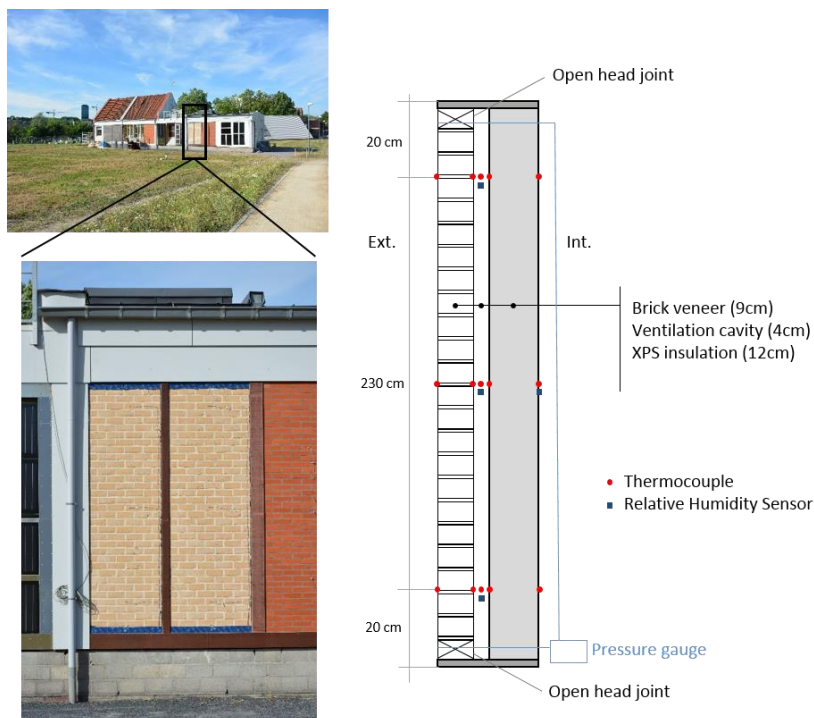 Open head joint
20 cm
Ext.
Int.
Brick veneer (9cm)
Ventilation cavity (4cm)
XPS insulation (12cm)
230 cm
Thermocouple
Relative Humidity Sensor
20 cm
Pressure gauge
Open head joint